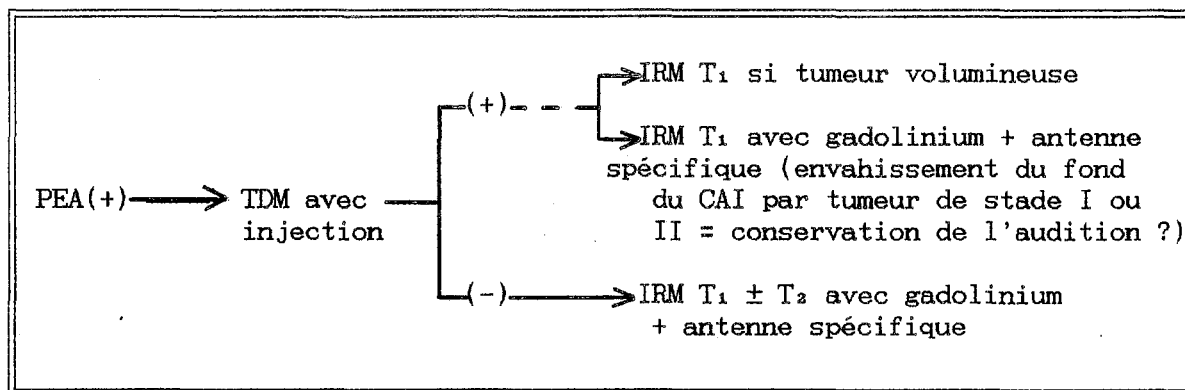 IRM T₁ si tumeur volumineuse
(+)
IRM T₁ avec gadolinium + antenne
spécifique (envahissement du fond
du CAI par tumeur de stade I ou
II = conservation de l'audition ?)
PEA(+)
TDM avec
injection
(-)
IRM T₁ ± T₂ avec gadolinium
+ antenne spécifique